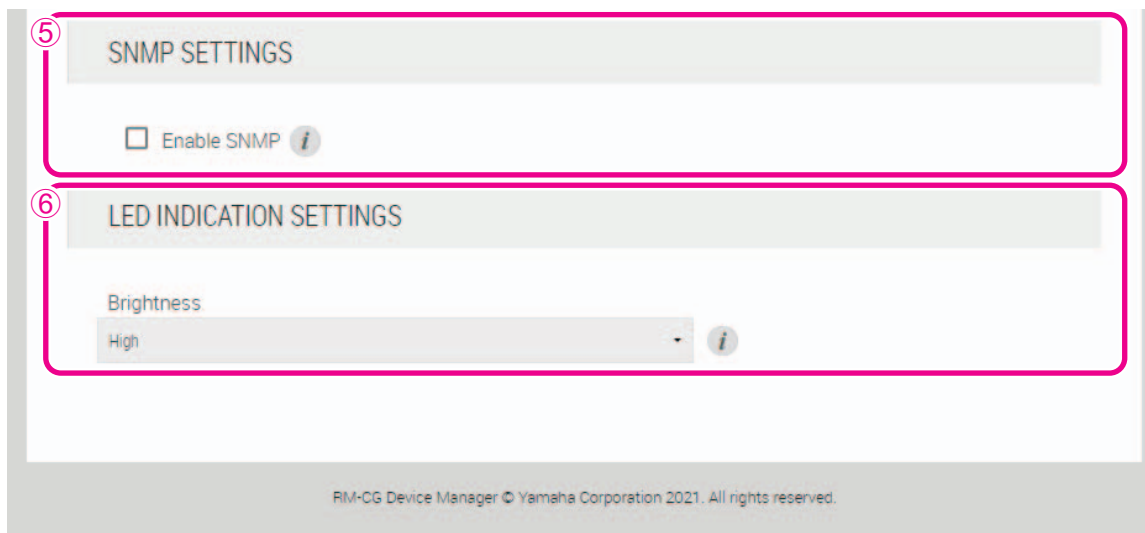 ⑤
SNMP SETTINGS
Enable SNMP i
⑥
LED INDICATION SETTINGS
Brightness
High i
RM-CG Device Manager © Yamaha Corporation 2021. All rights reserved.